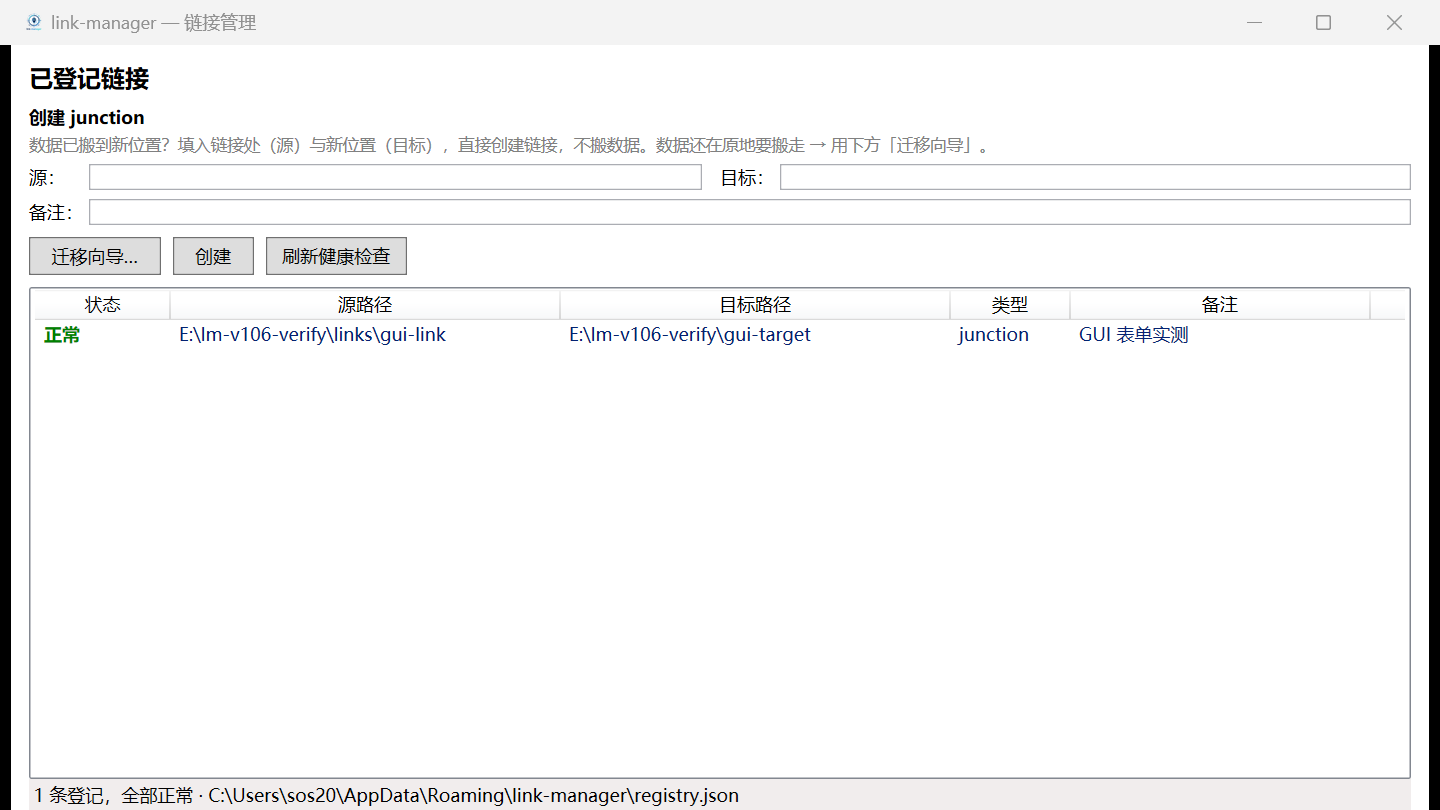 link-manager — 链接管理
已登记链接
创建 junction
数据已搬到新位置？填入链接处（源）与新位置（目标），直接创建链接，不搬数据。数据还在原地要搬走 → 用下方「迁移向导」。
源： 目标：
备注：
迁移向导... 创建 刷新健康检查
状态 源路径 目标路径 类型 备注
正常 E:\lm-v106-verify\links\gui-link E:\lm-v106-verify\gui-target junction GUI 表单实测
1 条登记，全部正常 · C:\Users\sos20\AppData\Roaming\link-manager\registry.json